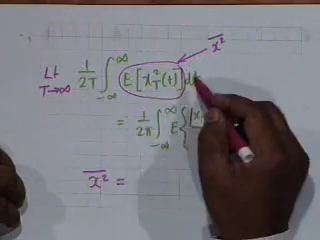 x̄²
Lt T→∞ 1/2T ∫_{-∞}^{∞} E[x_T²(t)] dt
= 1/2π ∫_{-∞}^{∞} E{|X
x̄² =